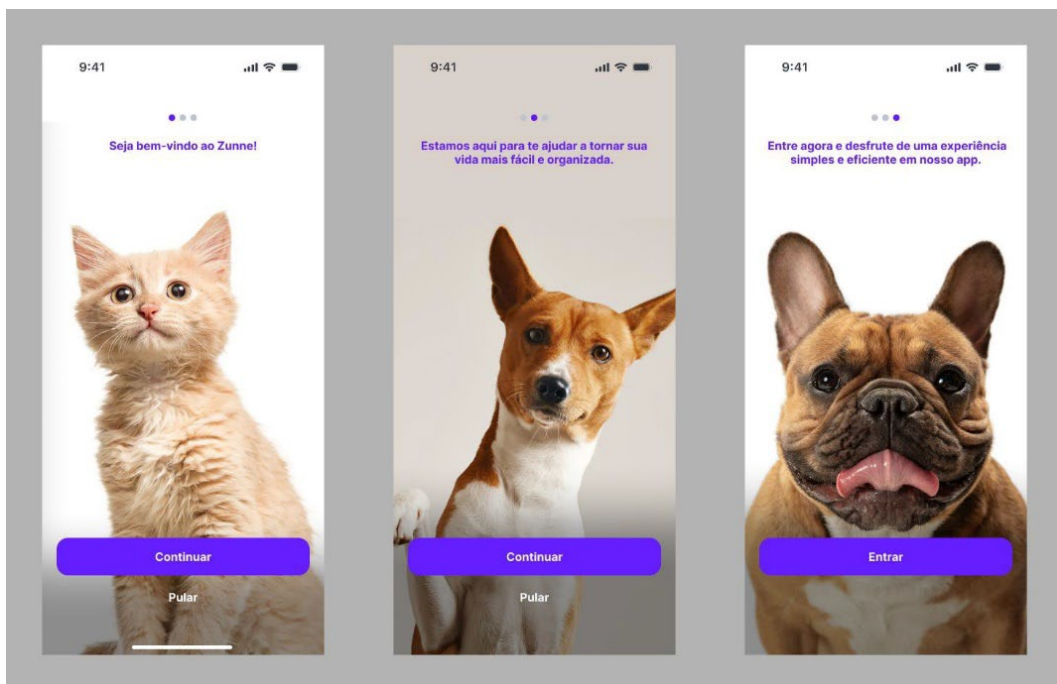 9:41
Seja bem-vindo ao Zunne!
Continuar
Pular
9:41
Estamos aqui para te ajudar a tornar sua
vida mais fácil e organizada.
Continuar
Pular
9:41
Entre agora e desfrute de uma experiência
simples e eficiente em nosso app.
Entrar